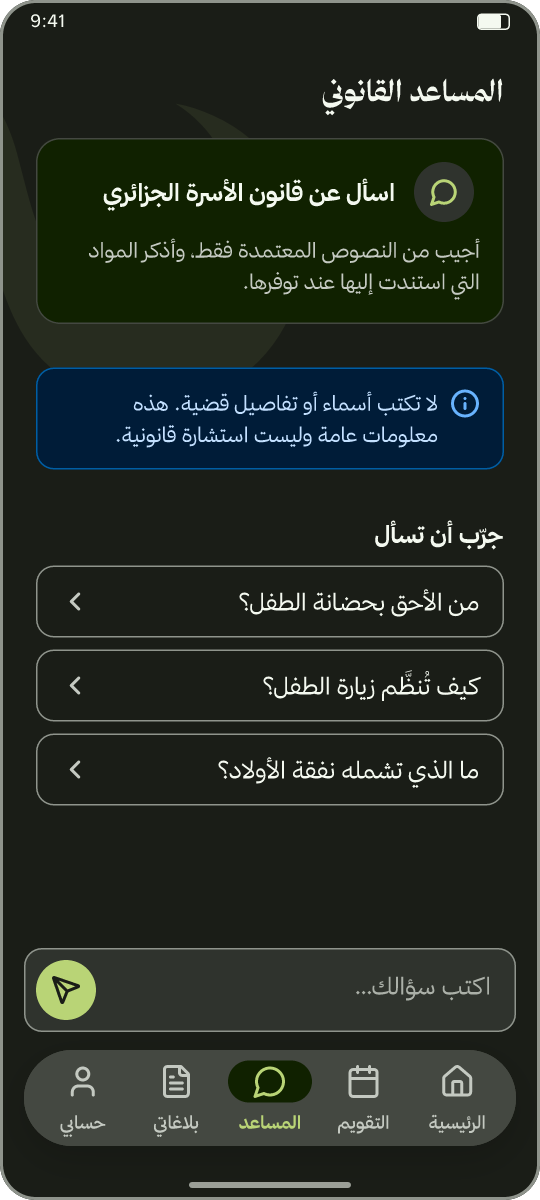 9:41
المساعد القانوني
اسأل عن قانون الأسرة الجزائري
أجيب من النصوص المعتمدة فقط، وأذكر المواد
التي استندت إليها عند توفرها.
لا تكتب أسماء أو تفاصيل قضية. هذه
معلومات عامة وليست استشارة قانونية.
جرّب أن تسأل
من الأحق بحضانة الطفل؟
كيف تُنظَّم زيارة الطفل؟
ما الذي تشمله نفقة الأولاد؟
اكتب سؤالك...
الرئيسية
التقويم
المساعد
بلاغاتي
حسابي